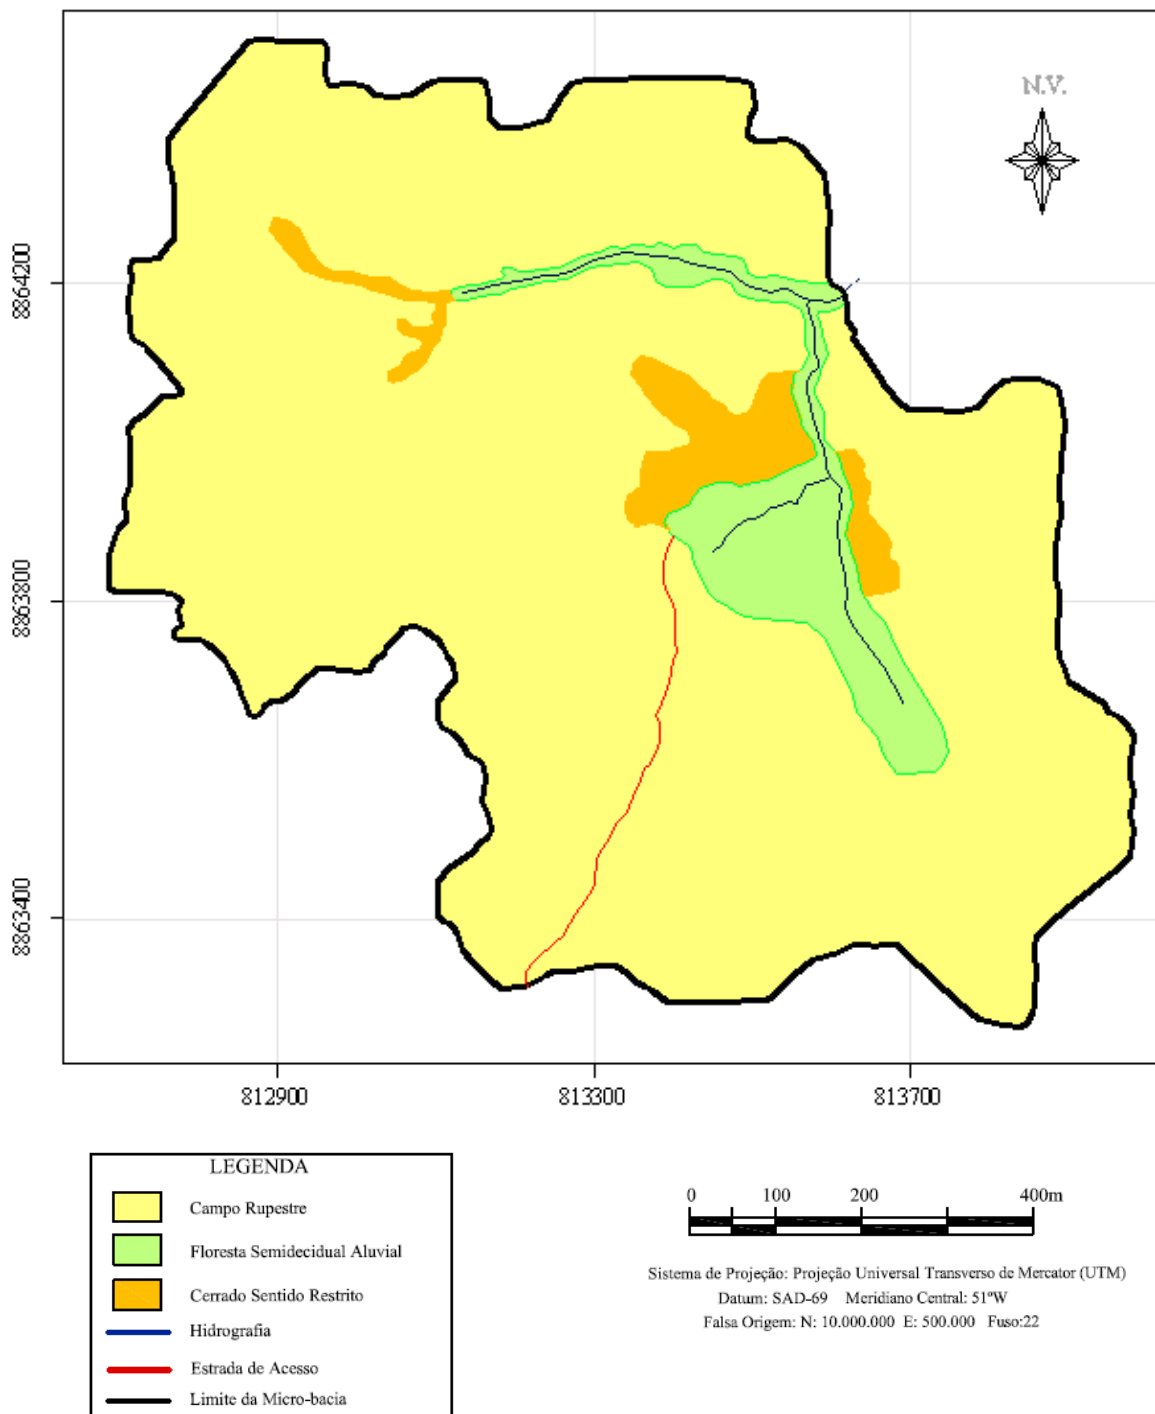 N.V.
8864200
8863800
8863400
812900 813300 813700
LEGENDA
Campo Rupestre
Floresta Semidecidual Aluvial
Cerrado Sentido Restrito
Hidrografia
Estrada de Acesso
Limite da Micro-bacia
0 100 200 400m
Sistema de Projeção: Projeção Universal Transverso de Mercator (UTM)
Datum: SAD-69 Meridiano Central: 51ºW
Falsa Origem: N: 10.000.000 E: 500.000 Fuso:22